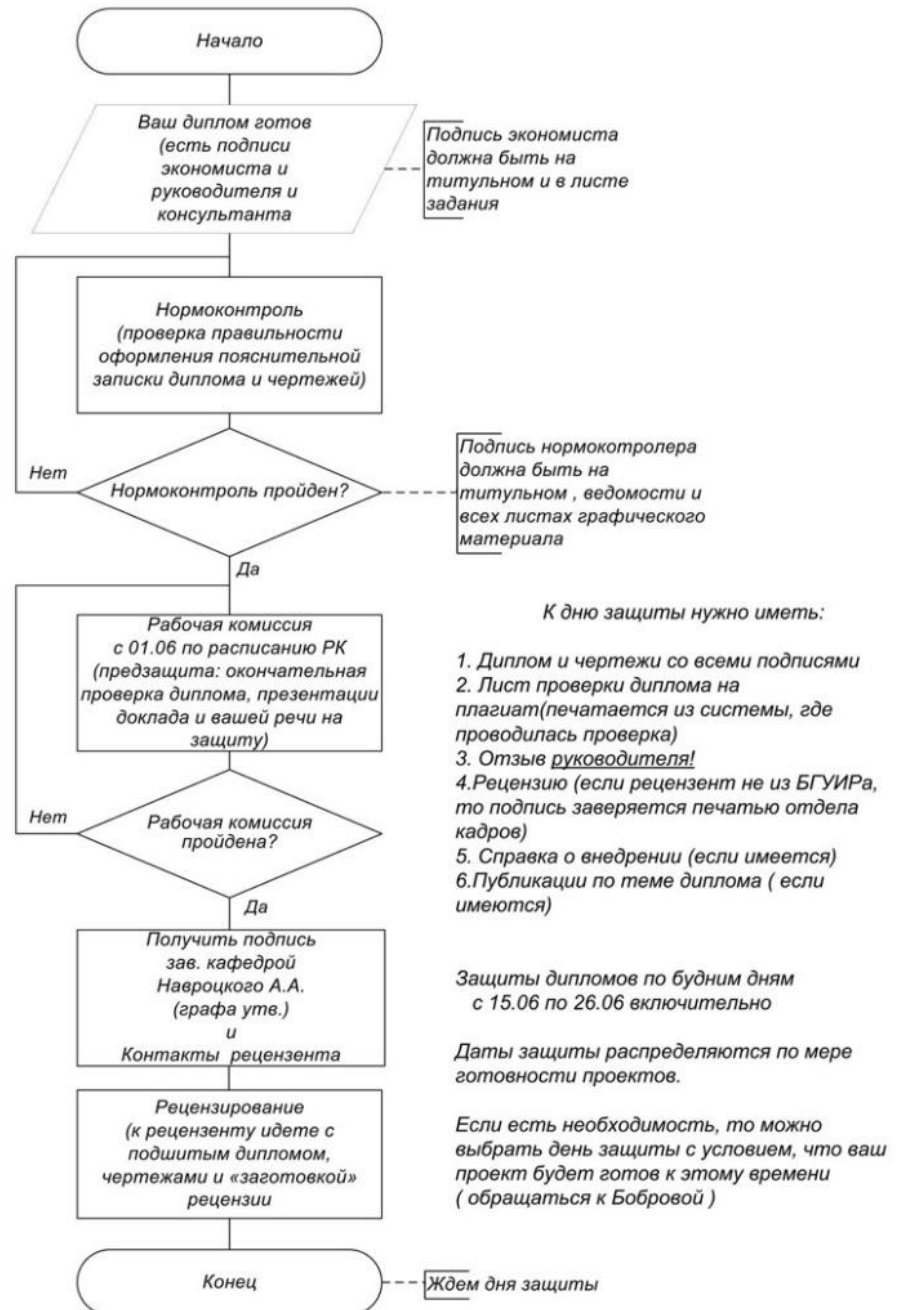 Начало
Ваш диплом готов
(есть подписи
экономиста и
руководителя и
консультанта
Подпись экономиста
должна быть на
титульном и в листе
задания
Нормоконтроль
(проверка правильности
оформления пояснительной
записки диплома и чертежей)
Нет
Нормоконтроль пройден?
Подпись нормокотролера
должна быть на
титульном , ведомости и
всех листах графического
материала
Да
Рабочая комиссия
с 01.06 по расписанию РК
(предзащита: окончательная
проверка диплома, презентации
доклада и вашей речи на
защиту)
Нет
Рабочая комиссия
пройдена?
Да
Получить подпись
зав. кафедрой
Навроцкого А.А.
(графа утв.)
и
Контакты рецензента
Рецензирование
(к рецензенту идете с
подшитым дипломом,
чертежами и «заготовкой»
рецензии
Конец
Ждем дня защиты
К дню защиты нужно иметь:
1. Диплом и чертежи со всеми подписями
2. Лист проверки диплома на
плагиат(печатается из системы, где
проводилась проверка)
3. Отзыв руководителя!
4.Рецензию (если рецензент не из БГУИРа,
то подпись заверяется печатью отдела
кадров)
5. Справка о внедрении (если имеется)
6.Публикации по теме диплома ( если
имеются)
Защиты дипломов по будним дням
с 15.06 по 26.06 включительно
Даты защиты распределяются по мере
готовности проектов.
Если есть необходимость, то можно
выбрать день защиты с условием, что ваш
проект будет готов к этому времени
( обращаться к Бобровой )